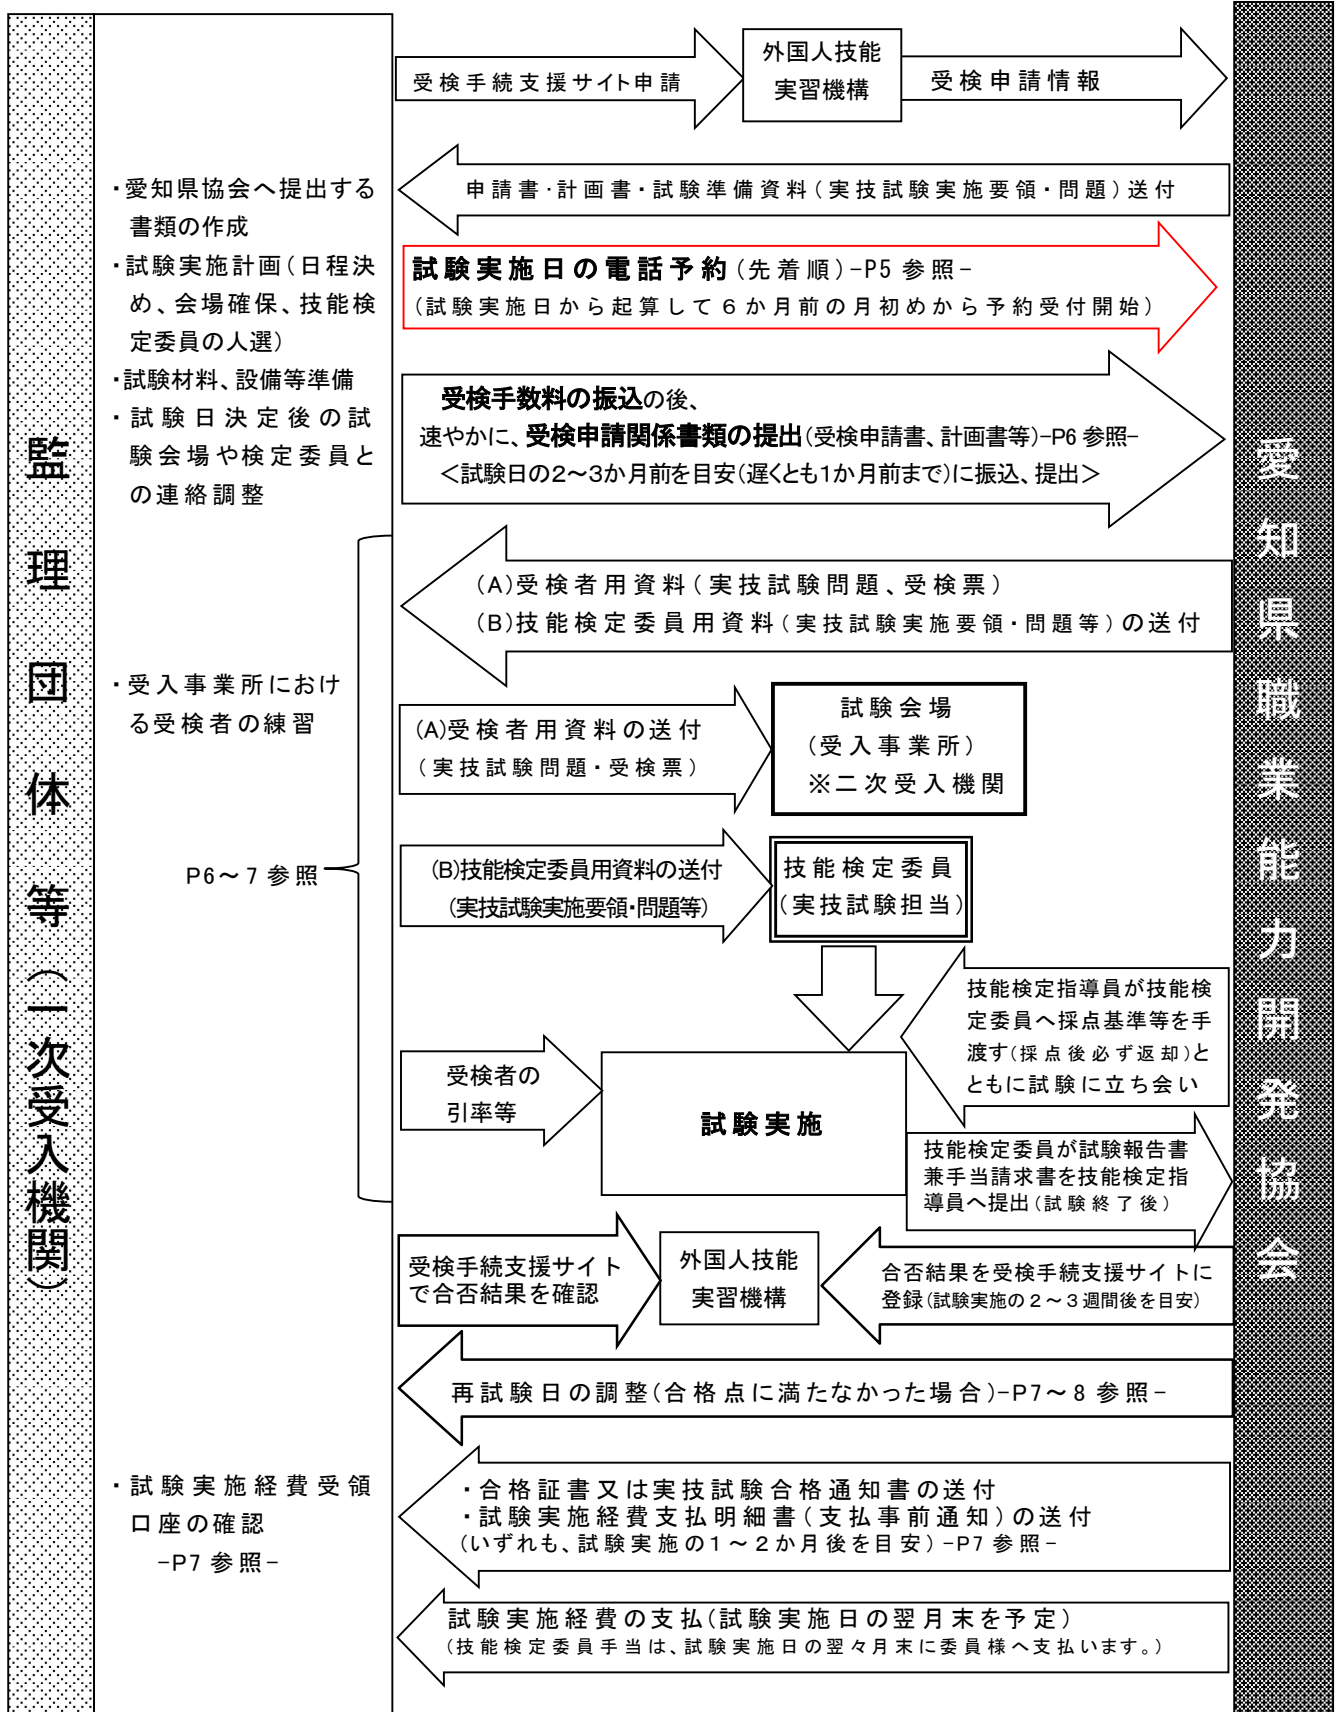 監理団体等（一次受入機関）
受検手続支援サイト申請
外国人技能
実習機構
受検申請情報
申請書・計画書・試験準備資料(実技試験実施要領・問題)送付
・愛知県協会へ提出する
書類の作成
・試験実施計画(日程決
め、会場確保、技能検
定委員の人選)
・試験材料、設備等準備
・試験日決定後の試
験会場や検定委員と
の連絡調整
試験実施日の電話予約(先着順)-P5 参照-
(試験実施日から起算して６か月前の月初めから予約受付開始)
受検手数料の振込の後、
速やかに、受検申請関係書類の提出(受検申請書、計画書等)-P6 参照-
＜試験日の２～３か月前を目安(遅くとも１か月前まで)に振込、提出＞
(A)受検者用資料(実技試験問題、受検票)
(B)技能検定委員用資料(実技試験実施要領・問題等)の送付
・受入事業所におけ
る受検者の練習
(A)受検者用資料の送付
(実技試験問題・受検票)
試験会場
(受入事業所)
※二次受入機関
P6～7 参照
(B)技能検定委員用資料の送付
(実技試験実施要領・問題等)
技能検定委員
(実技試験担当)
技能検定指導員が技能検
定委員へ採点基準等を手
渡す(採点後必ず返却)と
ともに試験に立ち会い
受検者の
引率等
試験実施
技能検定委員が試験報告書
兼手当請求書を技能検定指
導員へ提出(試験終了後)
受検手続支援サイト
で合否結果を確認
外国人技能
実習機構
合否結果を受検手続支援サイトに
登録(試験実施の２～３週間後を目安)
再試験日の調整(合格点に満たなかった場合)-P7～8 参照-
・試験実施経費受領
口座の確認
-P7 参照-
・合格証書又は実技試験合格通知書の送付
・試験実施経費支払明細書(支払事前通知)の送付
(いずれも、試験実施の１～２か月後を目安)-P7 参照-
試験実施経費の支払(試験実施日の翌月末を予定)
(技能検定委員手当は、試験実施日の翌々月末に委員様へ支払います。)
愛知県職業能力開発協会